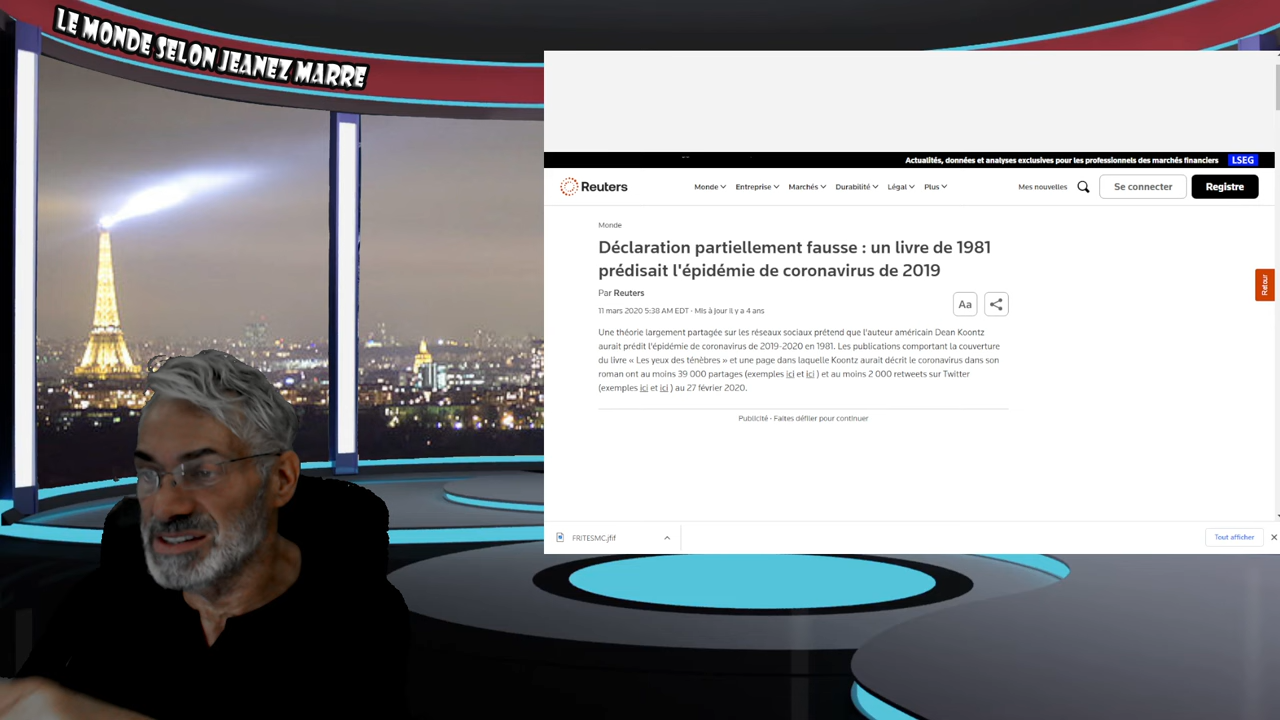 LE MONDE SELON JEANEZ MARRE
Actualités, données et analyses exclusives pour les professionnels des marchés financiers LSEG
Reuters Monde Entreprise Marchés Durabilité Légal Plus Mes nouvelles Se connecter Registre
Monde
Déclaration partiellement fausse : un livre de 1981
prédisait l'épidémie de coronavirus de 2019
Par Reuters
11 mars 2020 5:38 AM EDT · Mis à jour il y a 4 ans
Aa
Une théorie largement partagée sur les réseaux sociaux prétend que l'auteur américain Dean Koontz
aurait prédit l'épidémie de coronavirus de 2019-2020 en 1981. Les publications comportant la couverture
du livre « Les yeux des ténèbres » et une page dans laquelle Koontz aurait décrit le coronavirus dans son
roman ont au moins 39 000 partages (exemples ici et ici ) et au moins 2 000 retweets sur Twitter
(exemples ici et ici ) au 27 février 2020.
Publicité · Faites défiler pour continuer
Retour
FRITESMC.jfif
Tout afficher